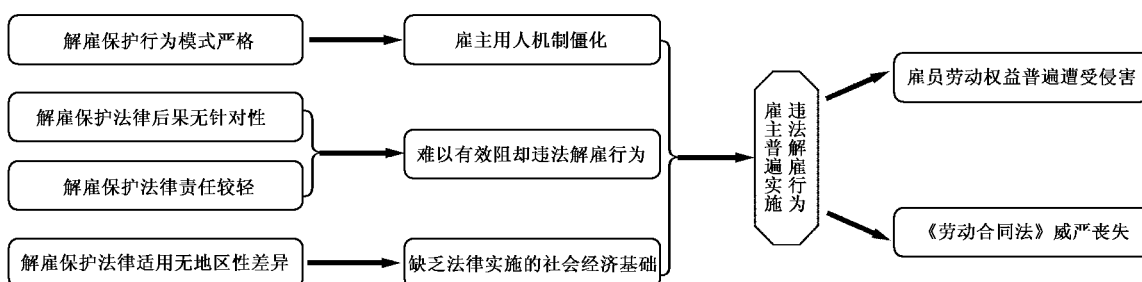 解雇保护行为模式严格
雇主用人机制僵化
解雇保护法律后果无针对性
解雇保护法律责任较轻
难以有效阻却违法解雇行为
解雇保护法律适用无地区性差异
缺乏法律实施的社会经济基础
雇主普遍实施
违法解雇行为
雇员劳动权益普遍遭受侵害
《劳动合同法》威严丧失